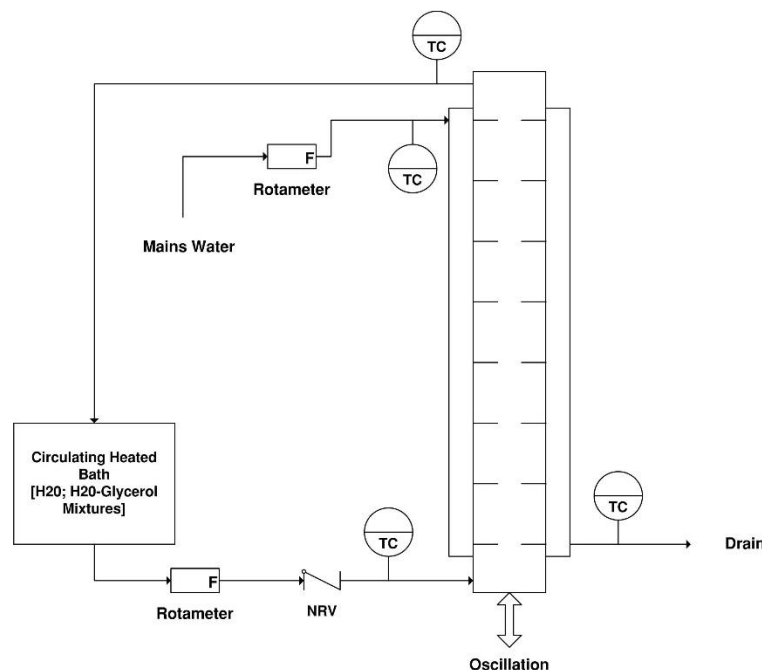 TC
F
TC
Rotameter
Mains Water
Circulating Heated
Bath
[H20; H20-Glycerol
Mixtures]
TC
TC
Drain
F
Rotameter
NRV
Oscillation